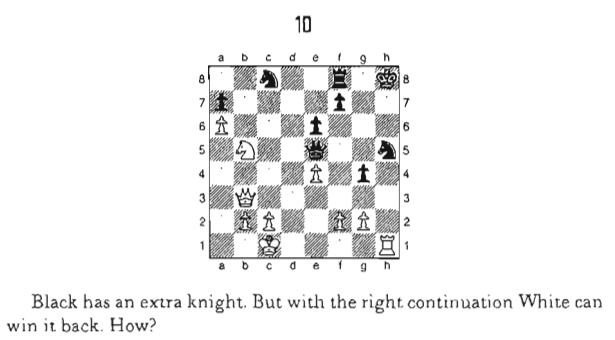 10
a b c d e f g h
8 8
7 7
6 6
5 5
4 4
3 3
2 2
1 1
a b c d e f g h
Black has an extra knight. But with the right continuation White can
win it back. How?